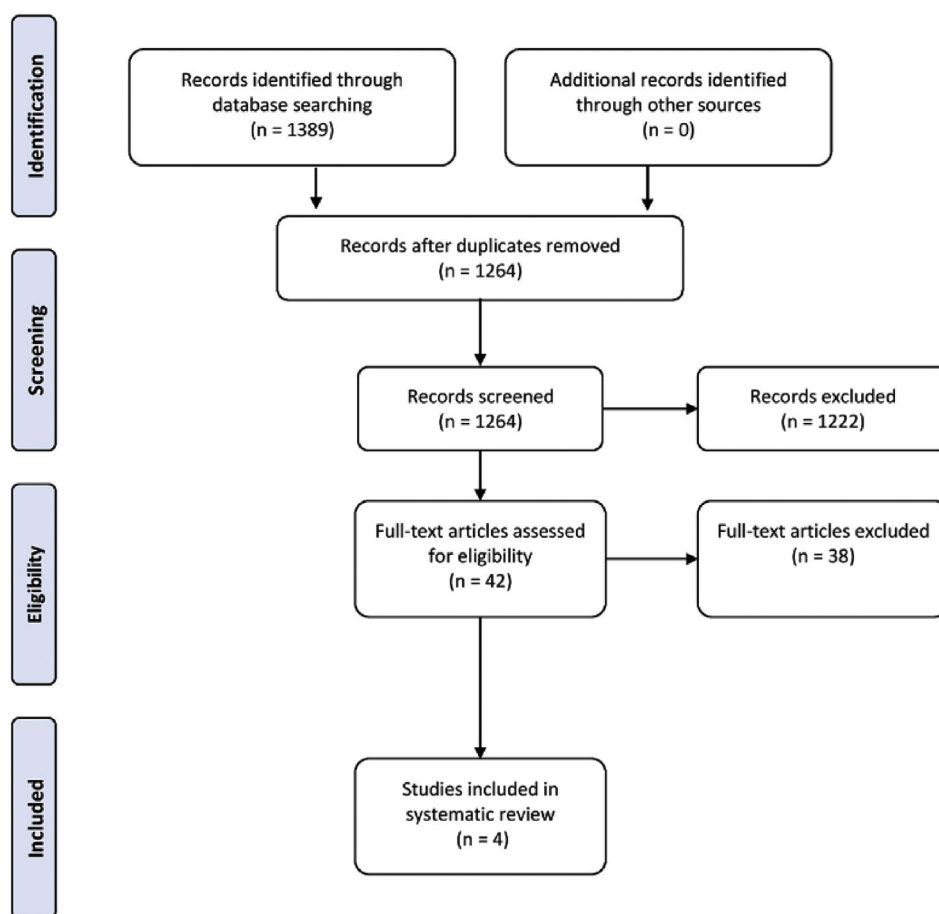 Identification
Records identified through
database searching
(n = 1389)
Additional records identified
through other sources
(n = 0)
Records after duplicates removed
(n = 1264)
Screening
Records screened
(n = 1264)
Records excluded
(n = 1222)
Eligibility
Full-text articles assessed
for eligibility
(n = 42)
Full-text articles excluded
(n = 38)
Included
Studies included in
systematic review
(n = 4)